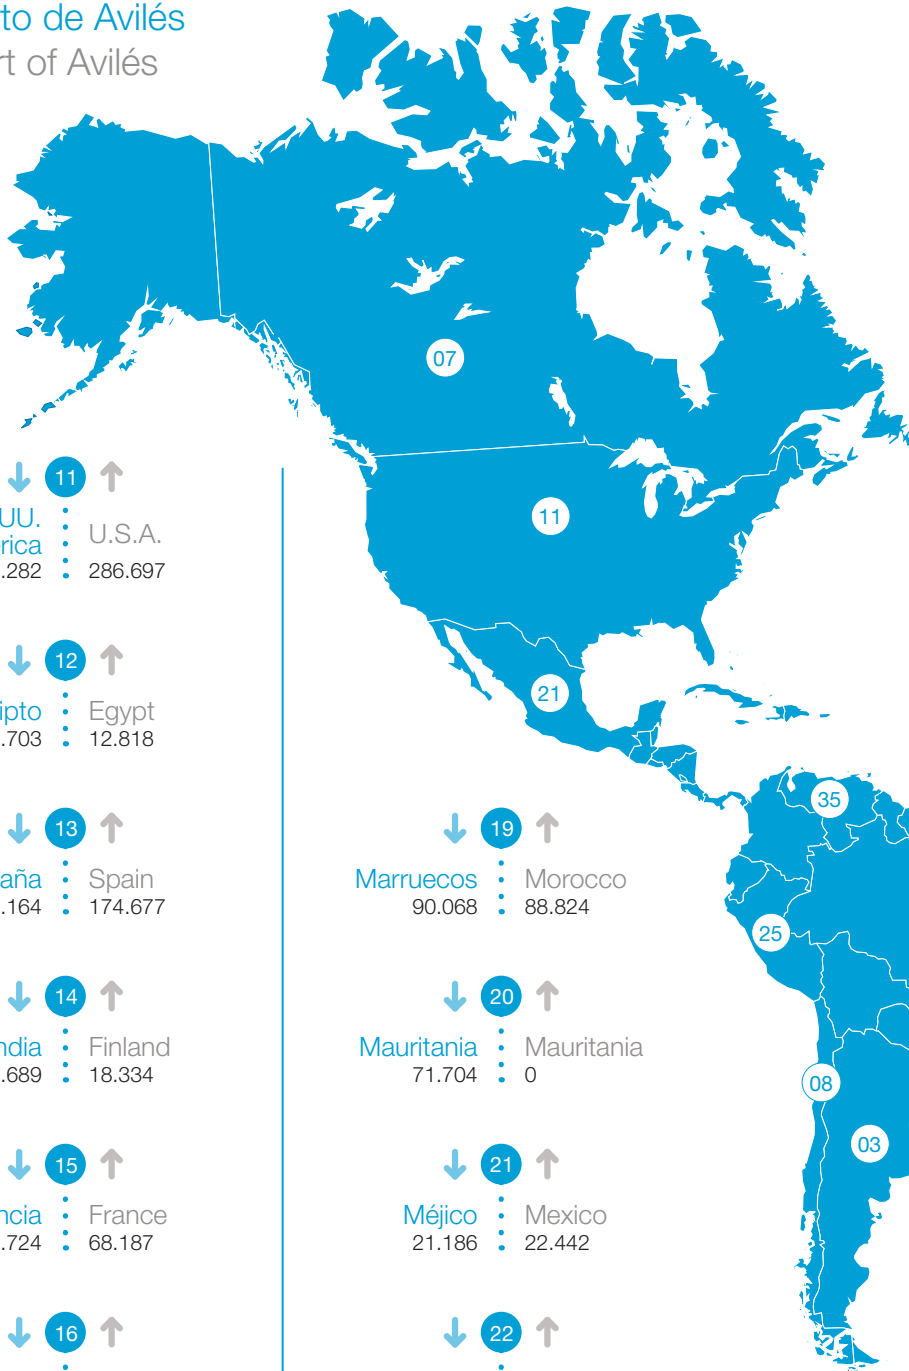 to de Avilés
rt of Avilés
07
11
21
35
25
08
03
11
UU.
rica
U.S.A.
.282
286.697
12
ipto
Egypt
.703
12.818
13
aña
Spain
.164
174.677
14
ndia
Finland
.689
18.334
15
ncia
France
.724
68.187
16
19
Marruecos
Morocco
90.068
88.824
20
Mauritania
Mauritania
71.704
0
21
Méjico
Mexico
21.186
22.442
22